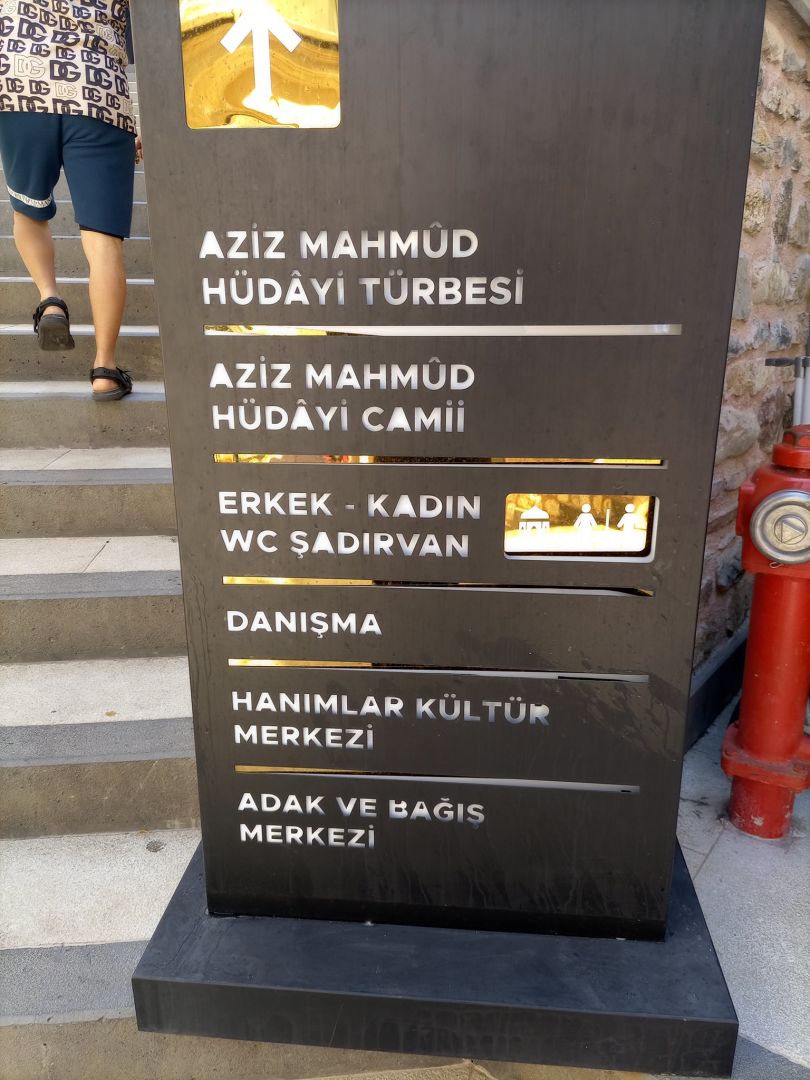 AZİZ MAHMÛD
HÜDÂYİ TÜRBESİ
AZİZ MAHMÛD
HÜDÂYİ CAMİİ
ERKEK - KADIN
WC ŞADIRVAN
DANIŞMA
HANIMLAR KÜLTÜR
MERKEZİ
ADAK VE BAĞIŞ
MERKEZİ